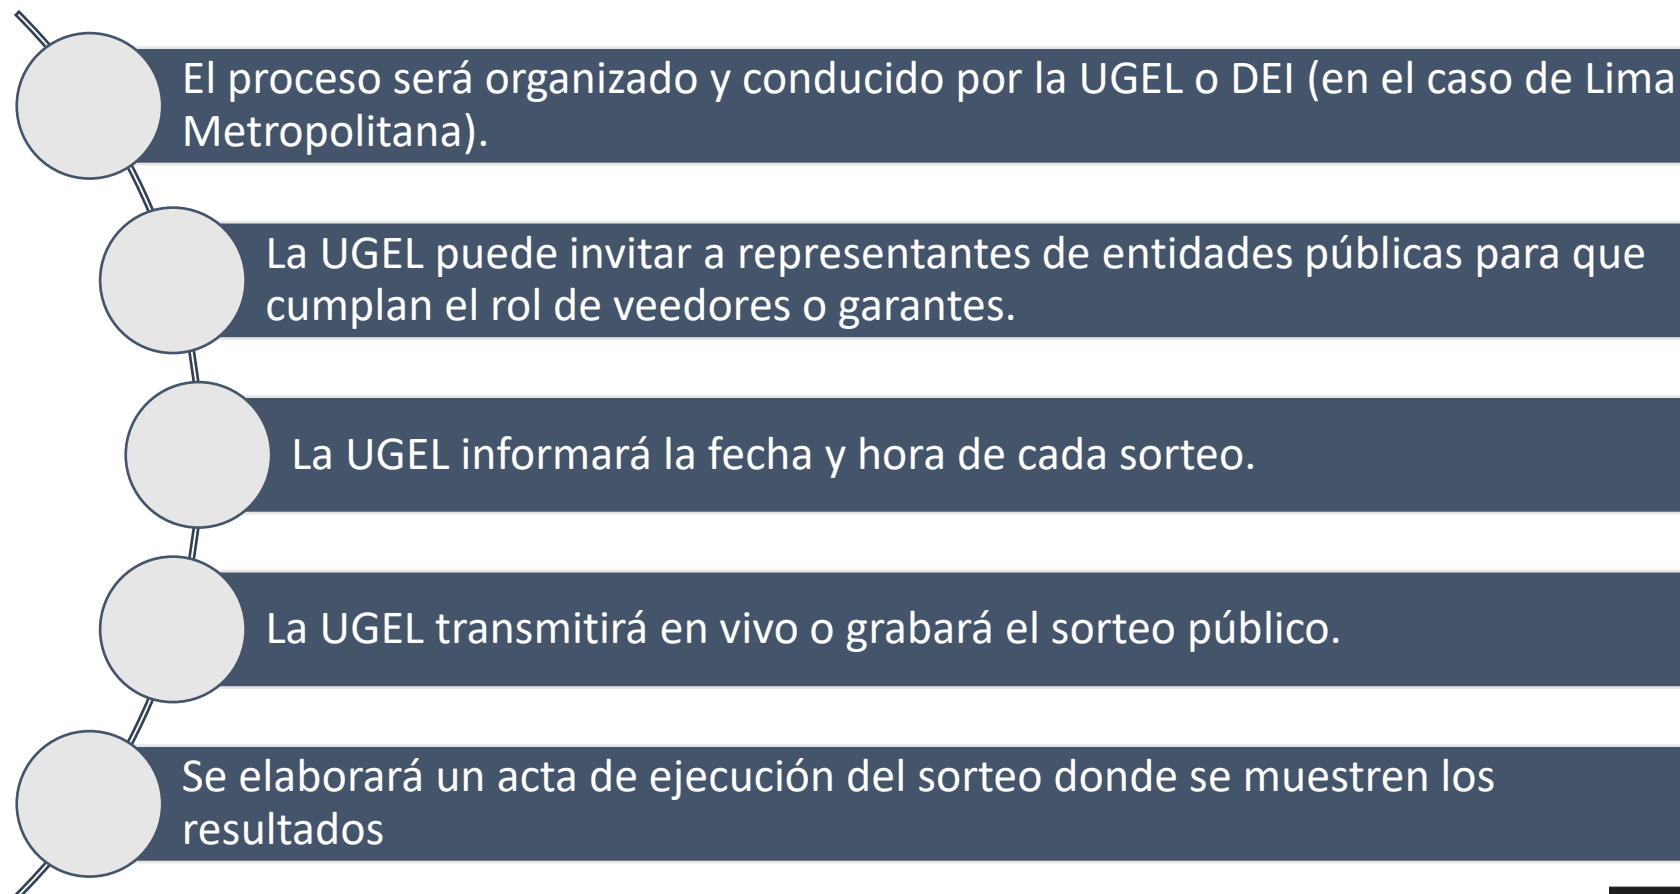 El proceso será organizado y conducido por la UGEL o DEI (en el caso de Lima
Metropolitana).
La UGEL puede invitar a representantes de entidades públicas para que
cumplan el rol de veedores o garantes.
La UGEL informará la fecha y hora de cada sorteo.
La UGEL transmitirá en vivo o grabará el sorteo público.
Se elaborará un acta de ejecución del sorteo donde se muestren los
resultados